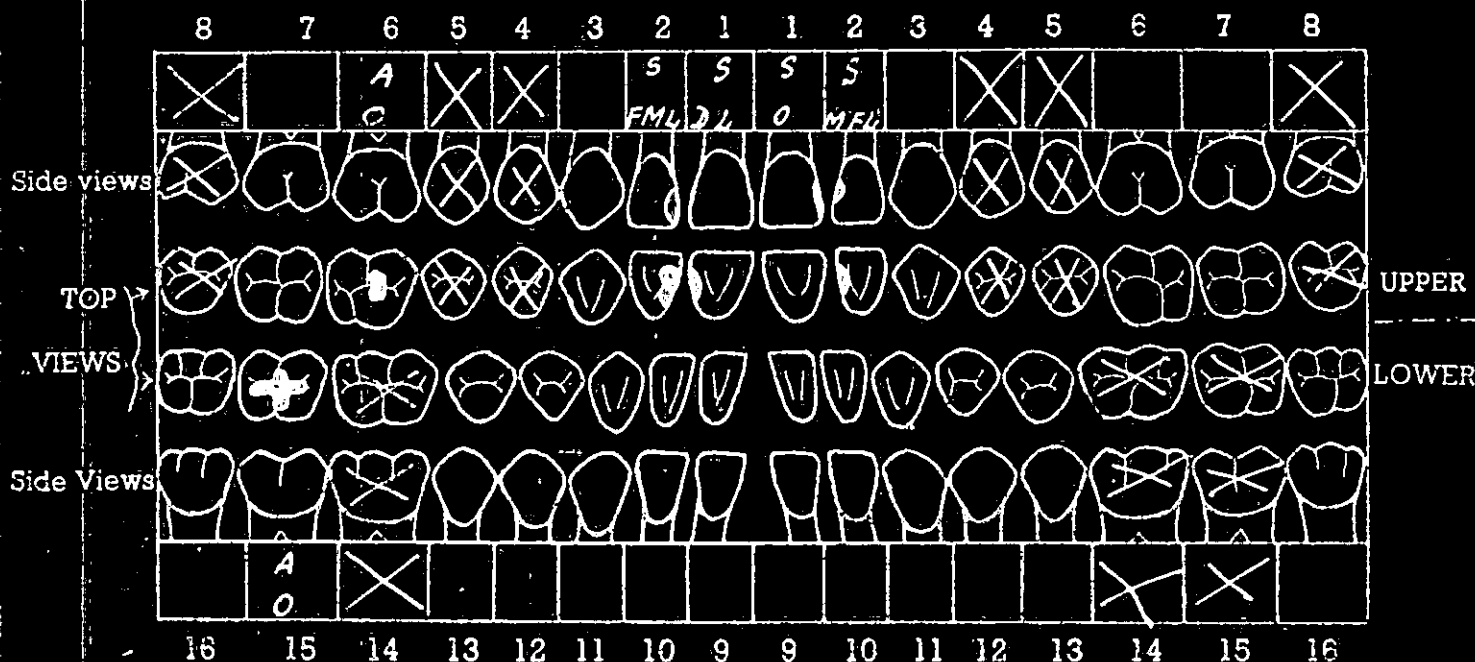 8 7 6 5 4 3 2 1 1 2 3 4 5 6 7 8
A S S S S
O FML DL O MFL
Side views
TOP
VIEWS
UPPER
LOWER
Side Views
A
O
16 15 14 13 12 11 10 9 9 10 11 12 13 14 15 16